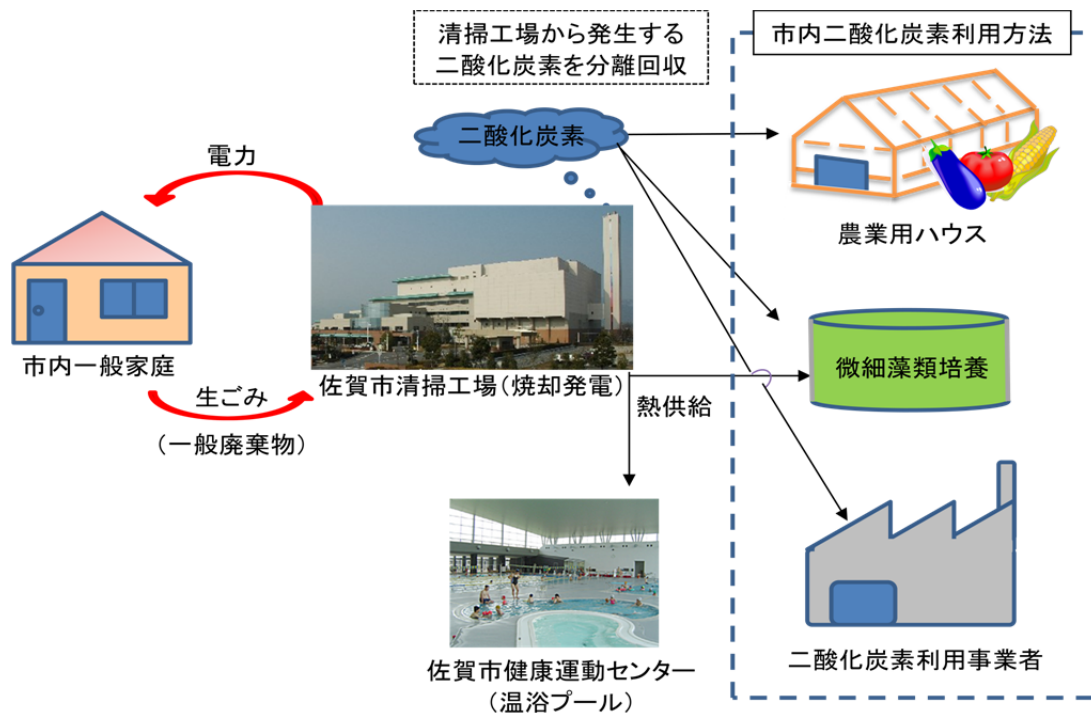 清掃工場から発生する
二酸化炭素を分離回収
市内二酸化炭素利用方法
二酸化炭素
電力
農業用ハウス
市内一般家庭
佐賀市清掃工場(焼却発電)
微細藻類培養
生ごみ
(一般廃棄物)
熱供給
二酸化炭素利用事業者
佐賀市健康運動センター
(温浴プール)